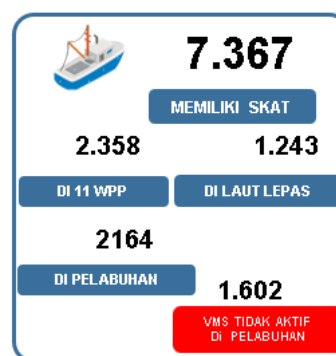 7.367
MEMILIKI SKAT
2.358
1.243
DI 11 WPP
DI LAUT LEPAS
2164
DI PELABUHAN
1.602
VMS TIDAK AKTIF
Di PELABUHAN